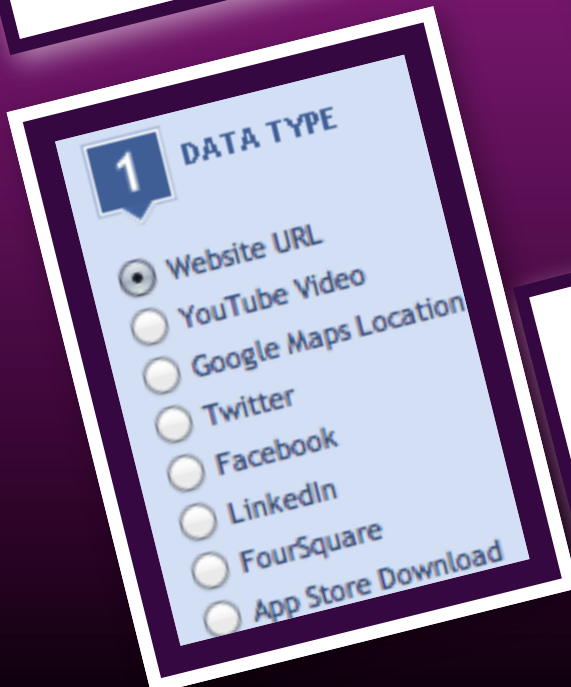 1 DATA TYPE
Website URL
YouTube Video
Google Maps Location
Twitter
Facebook
LinkedIn
FourSquare
App Store Download